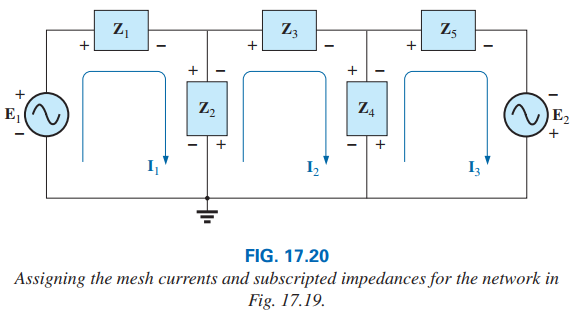 Z1 Z3 Z5
+ − + − + −
+ − + −
+ −
E1 Z2 Z4 E2
− +
− + − +
I1 I2 I3
FIG. 17.20
Assigning the mesh currents and subscripted impedances for the network in
Fig. 17.19.